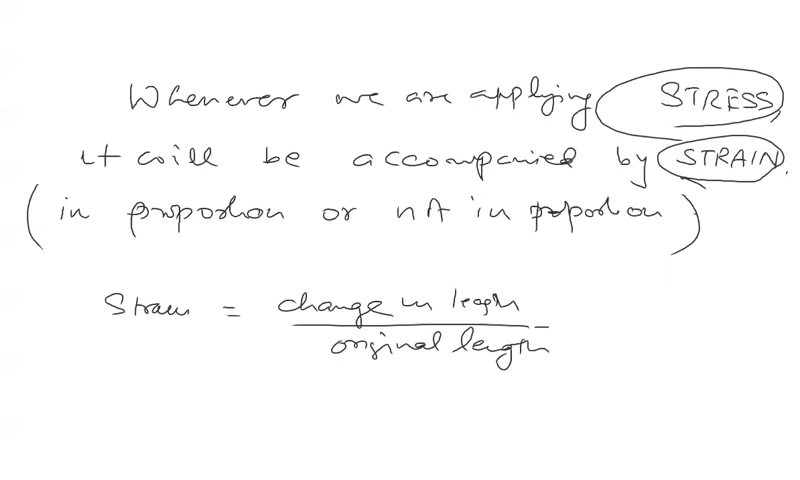 Whenever we are applying STRESS,
it will be accompanied by STRAIN.
(in proportion or not in proportion)
Strain = change in length
original length